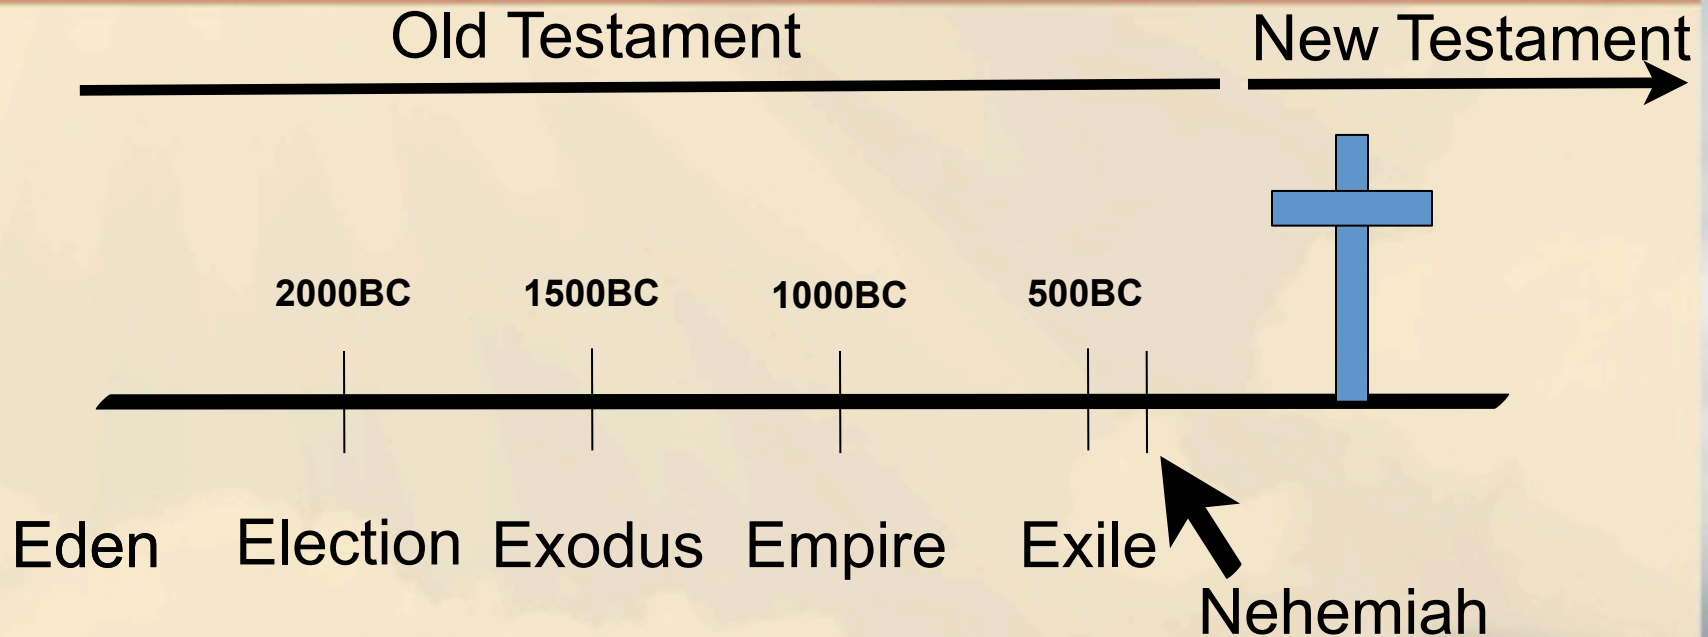 Old Testament
New Testament
2000BC
1500BC
1000BC
500BC
Eden
Election
Exodus
Empire
Exile
Nehemiah